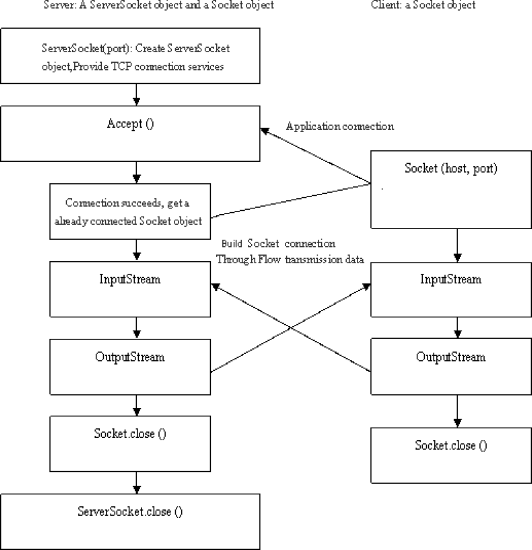 Server: A ServerSocket object and a Socket object
Client: a Socket object
ServerSocket(port): Create ServerSocket
object,Provide TCP connection services
Accept ()
Application connection
Socket (host, port)
Connection succeeds, get a
already connected Socket object
Build Socket connection
Through Flow transmission data
InputStream
InputStream
OutputStream
OutputStream
Socket.close ()
Socket.close ()
ServerSocket.close ()